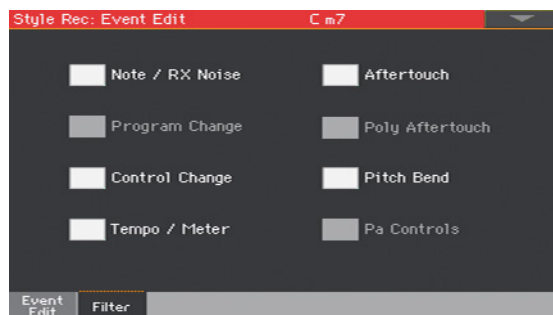 Style Rec: Event Edit C m7
Note / RX Noise Aftertouch
Program Change Poly Aftertouch
Control Change Pitch Bend
Tempo / Meter Pa Controls
Event Edit Filter